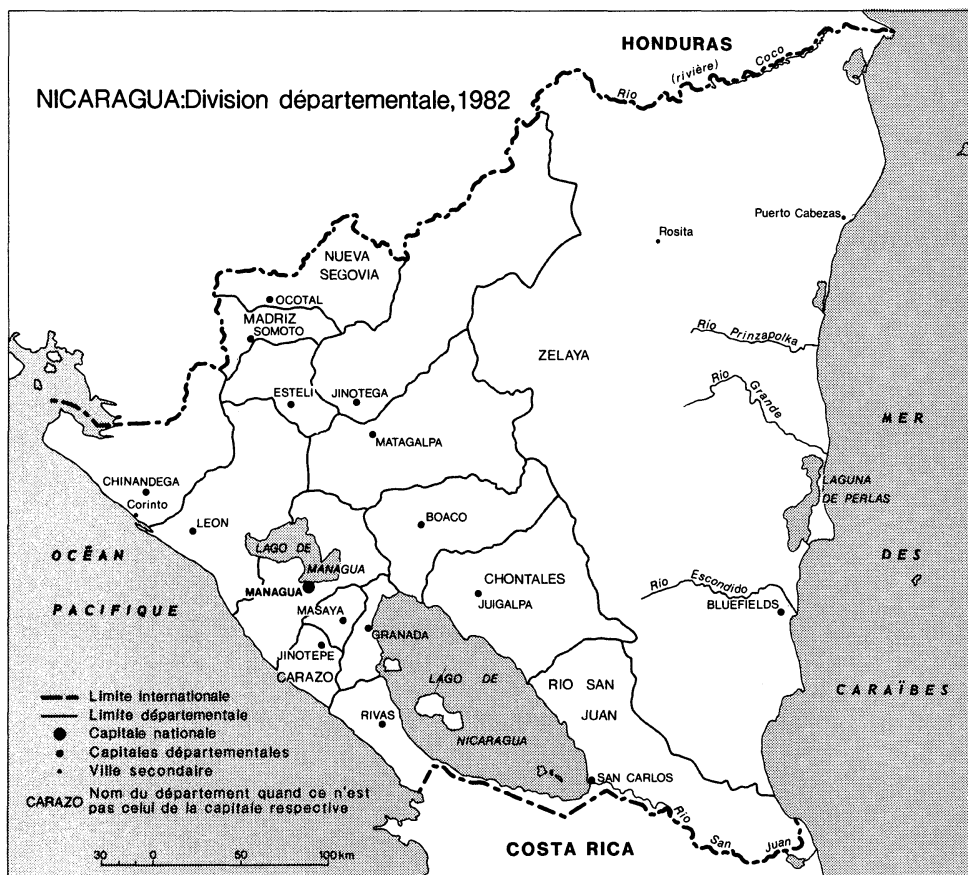 HONDURAS
NICARAGUA:Division départementale,1982
Rio
(rivière)
Coco
Puerto Cabezas
Rosita
NUEVA
SEGOVIA
OCOTAL
MADRIZ
SOMOTO
Rio Prinzapolka
ZELAYA
ESTELI
JINOTEGA
Rio
Grande
MATAGALPA
MER
CHINANDEGA
Corinto
LAGUNA
DE PERLAS
LEON
BOACO
OCÉAN
LAGO DE
MANAGUA
DES
CHONTALES
MANAGUA
Rio Escondido
JUIGALPA
BLUEFIELDS
PACIFIQUE
MASAYA
GRANADA
JINOTEPE
CARAZO
LAGO DE
RIO SAN
JUAN
CARAÏBES
RIVAS
NICARAGUA
SAN CARLOS
Limite internationale
Limite départementale
Capitale nationale
Capitales départementales
Ville secondaire
CARAZO Nom du département quand ce n'est
pas celui de la capitale respective
Rio
San
Juan
COSTA RICA
30 0 50 100 km